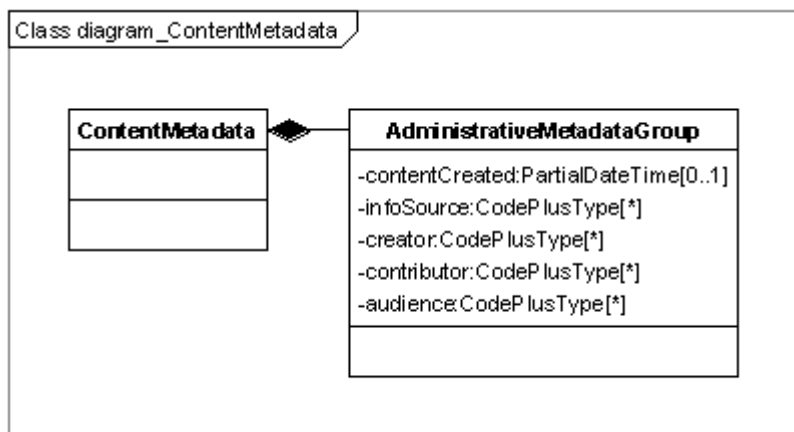 Class diagram_ContentMetadata
ContentMetadata
AdministrativeMetadataGroup
-contentCreated:PartialDateTime[0..1]
-infoSource:CodePlusType[*]
-creator:CodePlusType[*]
-contributor:CodePlusType[*]
-audience:CodePlusType[*]